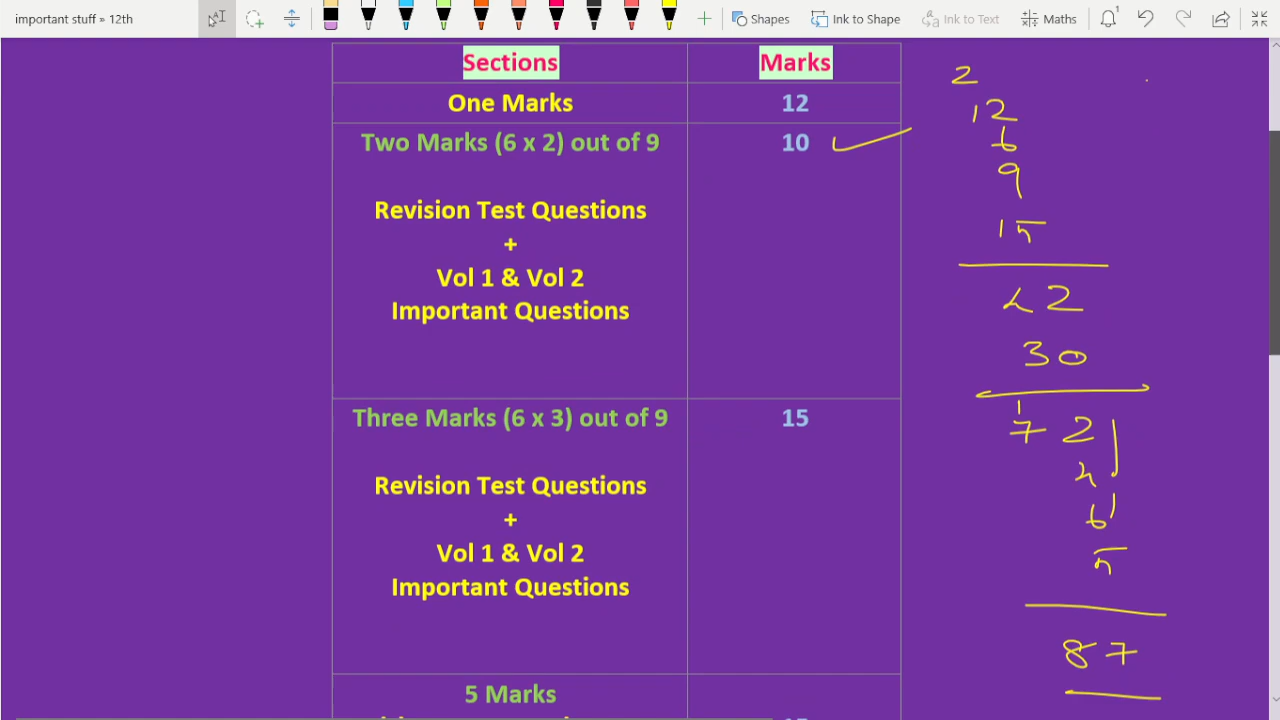 important stuff » 12th
Shapes
Ink to Shape
Ink to Text
Maths
Sections Marks
One Marks 12
Two Marks (6 x 2) out of 9 10
Revision Test Questions
+
Vol 1 & Vol 2
Important Questions
Three Marks (6 x 3) out of 9 15
Revision Test Questions
+
Vol 1 & Vol 2
Important Questions
5 Marks
2
12
6
9
15
42
30
1
72
4
6
5
87